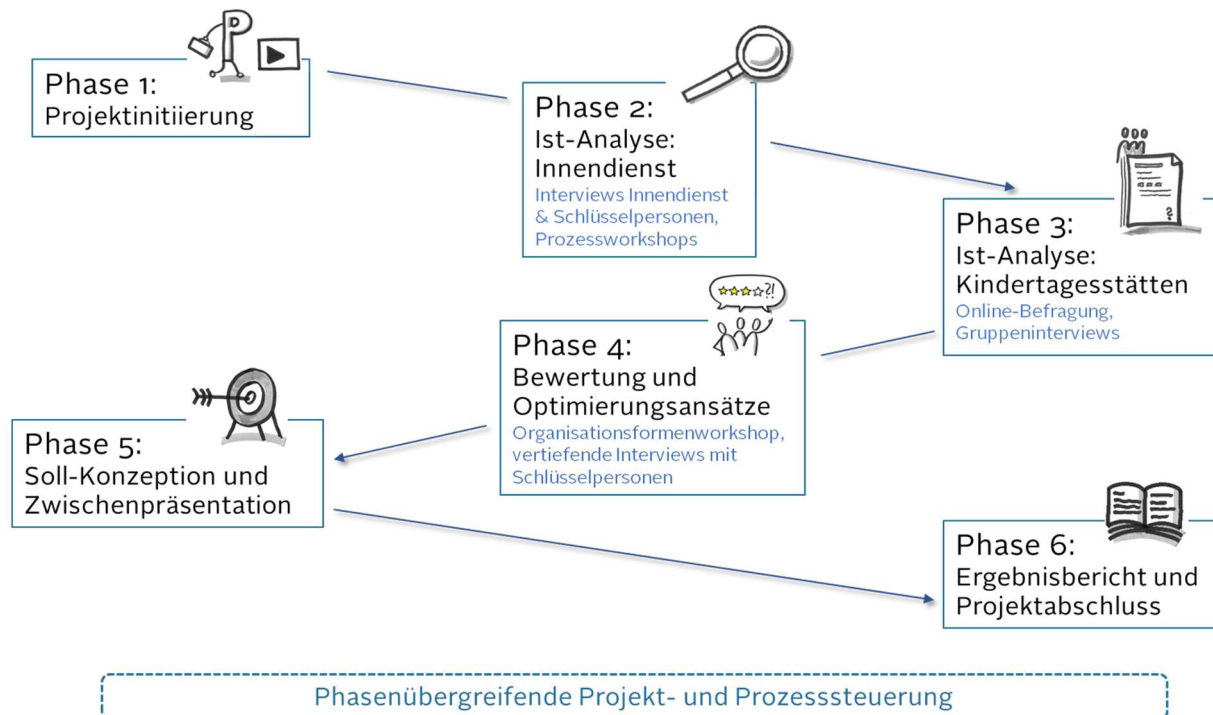 Phase 1:
Projektinitiierung
Phase 2:
Ist-Analyse:
Innendienst
Interviews Innendienst
& Schlüsselpersonen,
Prozessworkshops
Phase 3:
Ist-Analyse:
Kindertagesstätten
Online-Befragung,
Gruppeninterviews
?!
Phase 4:
Bewertung und
Optimierungsansätze
Organisationsformenworkshop,
vertiefende Interviews mit
Schlüsselpersonen
Phase 5:
Soll-Konzeption und
Zwischenpräsentation
Phase 6:
Ergebnisbericht und
Projektabschluss
Phasenübergreifende Projekt- und Prozesssteuerung